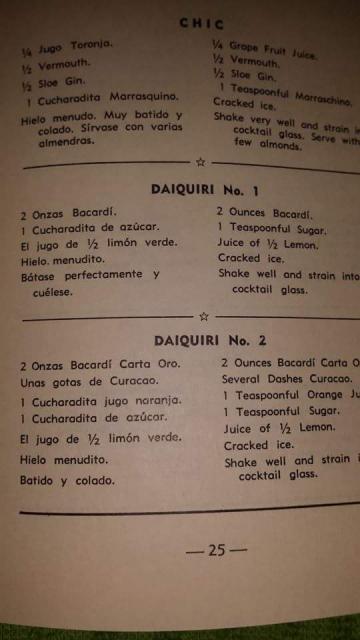 CHIC
¼ Jugo Toronja.
½ Vermouth.
½ Sloe Gin.
1 Cucharadita Marrasquino.
Hielo menudo. Muy batido y
colado. Sírvase con varias
almendras.
¼ Grape Fruit Juice.
½ Vermouth.
½ Sloe Gin.
1 Teaspoonful Marraschino.
Cracked ice.
Shake very well and strain
cocktail glass. Serve with
few almonds.
DAIQUIRI No. 1
2 Onzas Bacardí.
1 Cucharadita de azúcar.
El jugo de ½ limón verde.
Hielo. menudito.
Bátase perfectamente y
cuélese.
2 Ounces Bacardí.
1 Teaspoonful Sugar.
Juice of ½ Lemon.
Cracked ice.
Shake well and strain into
cocktail glass.
DAIQUIRI No. 2
2 Onzas Bacardí Carta Oro.
Unas gotas de Curacao.
1 Cucharadita jugo naranja.
1 Cucharadita de azúcar.
El jugo de ½ limón verde.
Hielo menudito.
Batido y colado.
2 Ounces Bacardí Carta O
Several Dashes Curacao.
1 Teaspoonful Orange Ju
1 Teaspoonful Sugar.
Juice of ½ Lemon.
Cracked ice.
Shake well and strain i
cocktail glass.
— 25 —